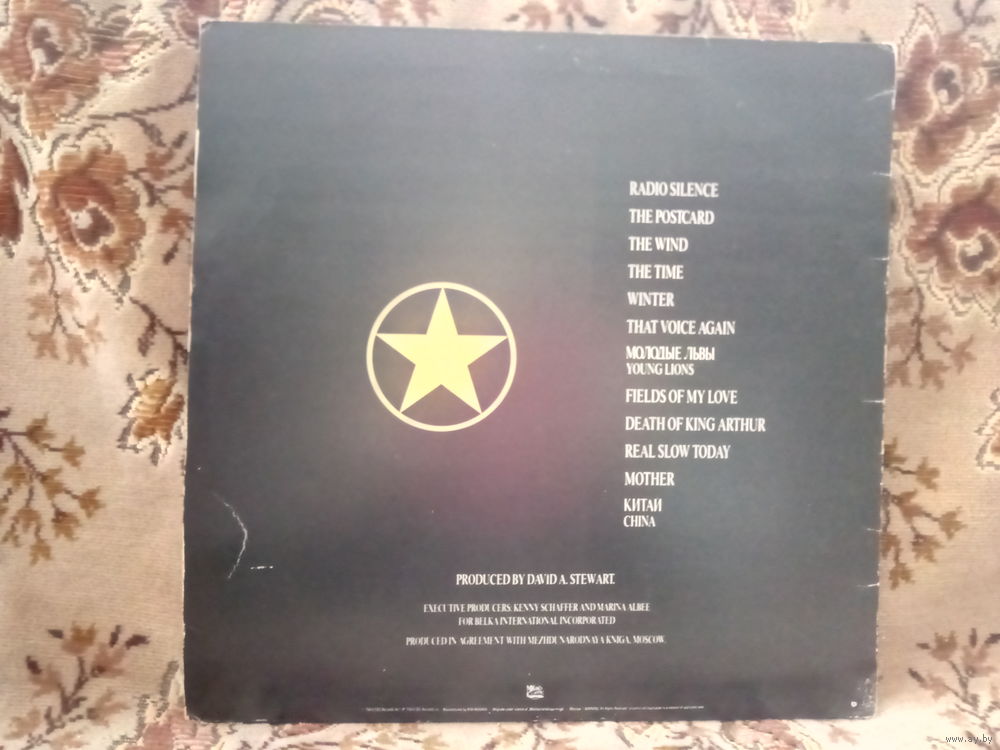 RADIO SILENCE
THE POSTCARD
THE WIND
THE TIME
WINTER
THAT VOICE AGAIN
МОЛОДЫЕ ЛЬВЫ
YOUNG LIONS
FIELDS OF MY LOVE
DEATH OF KING ARTHUR
REAL SLOW TODAY
MOTHER
КИТАЙ
CHINA
PRODUCED BY DAVID A. STEWART.
EXECUTIVE PRODUCERS: KENNY SCHAFFER AND MARINA ALBEE
FOR BELKA INTERNATIONAL INCORPORATED
PRODUCED IN AGREEMENT WITH MEZHDUNARODNAYA KNIGA, MOSCOW.
www.ay.by